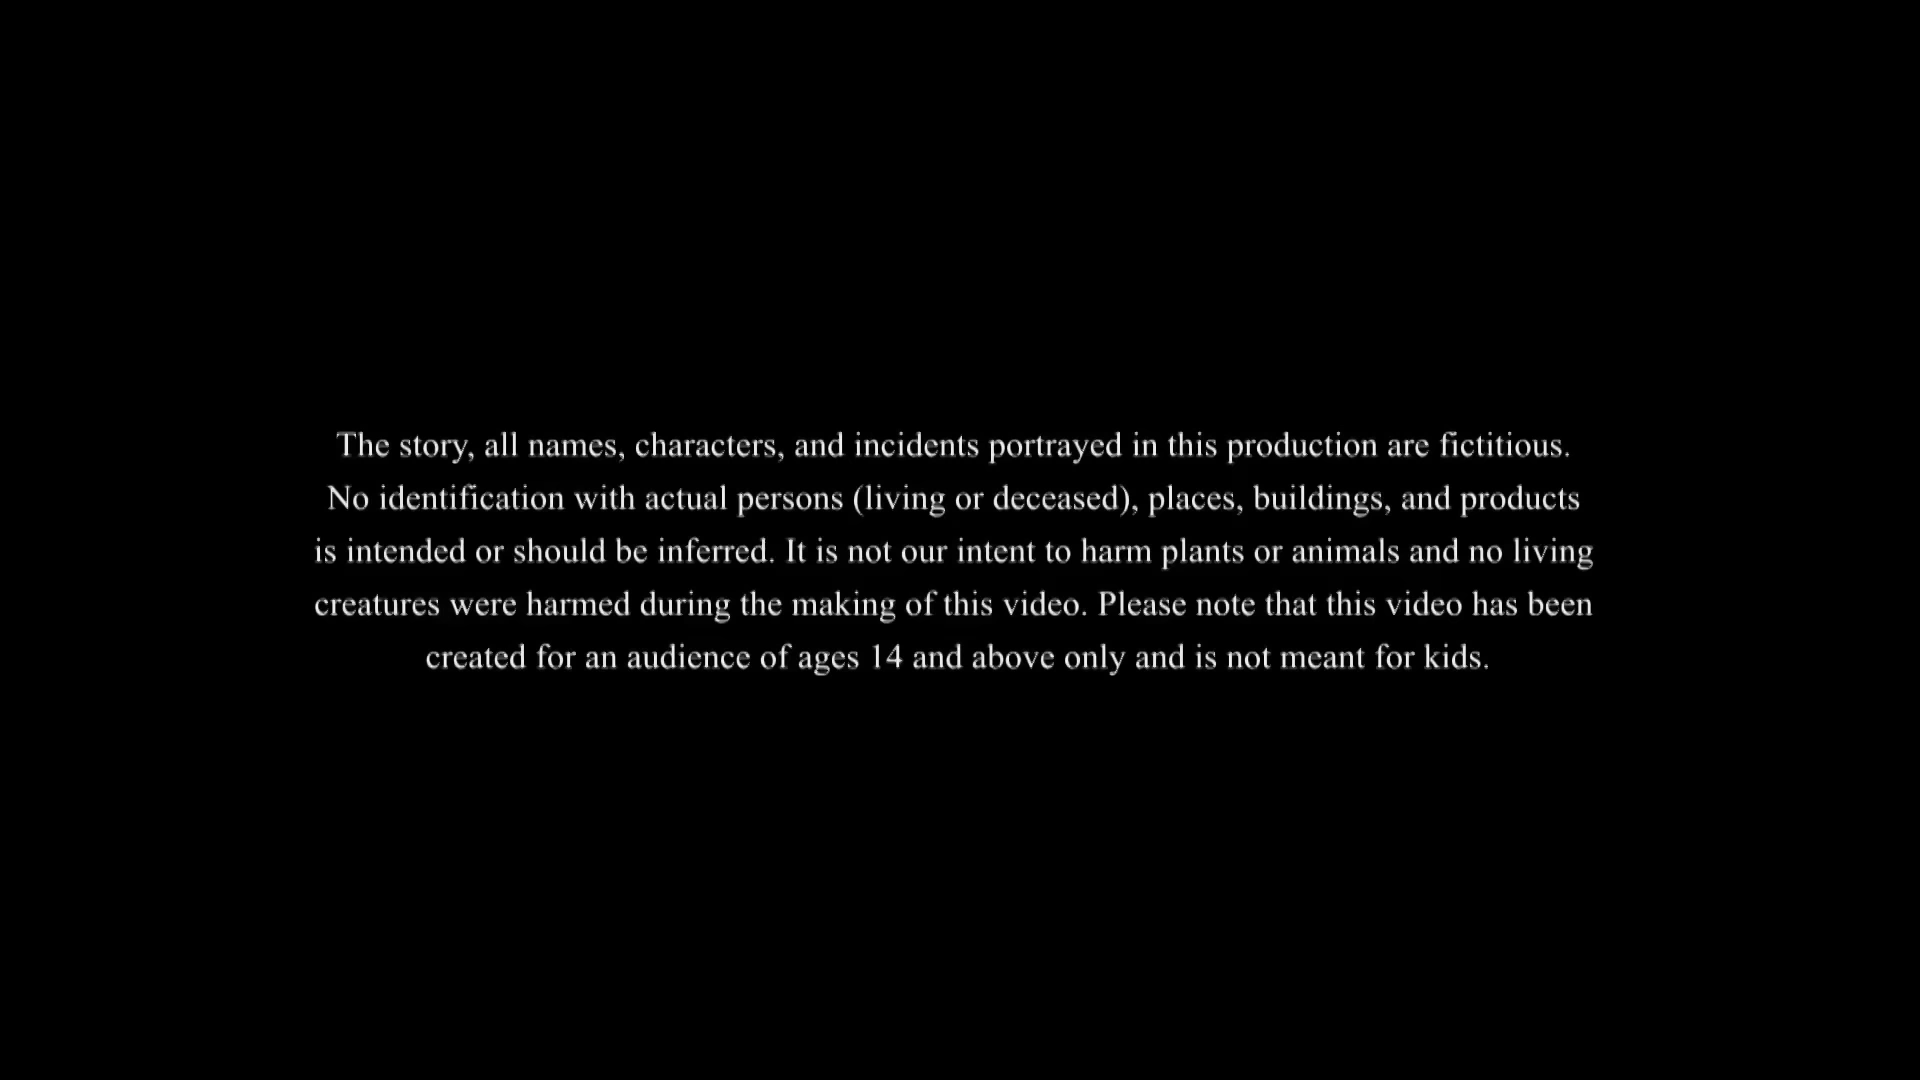 The story, all names, characters, and incidents portrayed in this production are fictitious.
No identification with actual persons (living or deceased), places, buildings, and products
is intended or should be inferred. It is not our intent to harm plants or animals and no living
creatures were harmed during the making of this video. Please note that this video has been
created for an audience of ages 14 and above only and is not meant for kids.